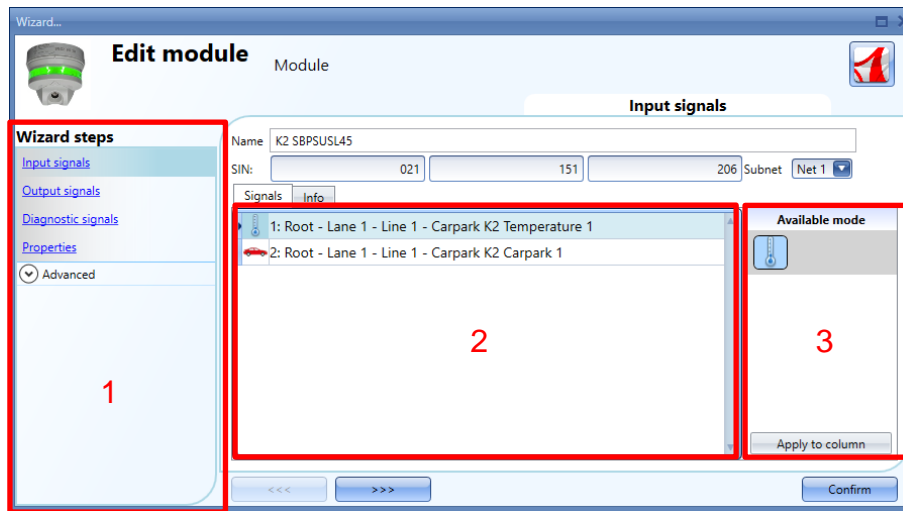 Wizard...
Edit module
Module
Input signals
Wizard steps
Input signals
Output signals
Diagnostic signals
Properties
Advanced
1
Name K2 SBPSUSL45
SIN: 021 151 206 Subnet Net 1
Signals Info
1: Root - Lane 1 - Line 1 - Carpark K2 Temperature 1
2: Root - Lane 1 - Line 1 - Carpark K2 Carpark 1
2
Available mode
3
Apply to column
<<< >>> Confirm